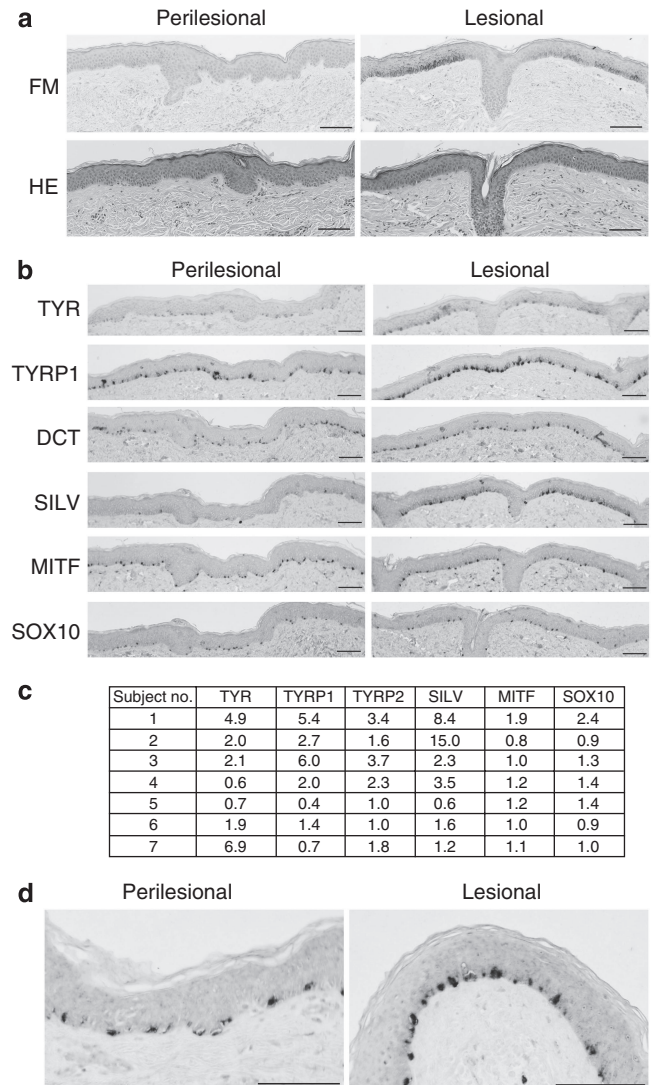 a
Perilesional Lesional
FM
HE
b
Perilesional Lesional
TYR
TYRP1
DCT
SILV
MITF
SOX10
c
Subject no. TYR TYRP1 TYRP2 SILV MITF SOX10
1 4.9 5.4 3.4 8.4 1.9 2.4
2 2.0 2.7 1.6 15.0 0.8 0.9
3 2.1 6.0 3.7 2.3 1.0 1.3
4 0.6 2.0 2.3 3.5 1.2 1.4
5 0.7 0.4 1.0 0.6 1.2 1.4
6 1.9 1.4 1.0 1.6 1.0 0.9
7 6.9 0.7 1.8 1.2 1.1 1.0
d
Perilesional Lesional